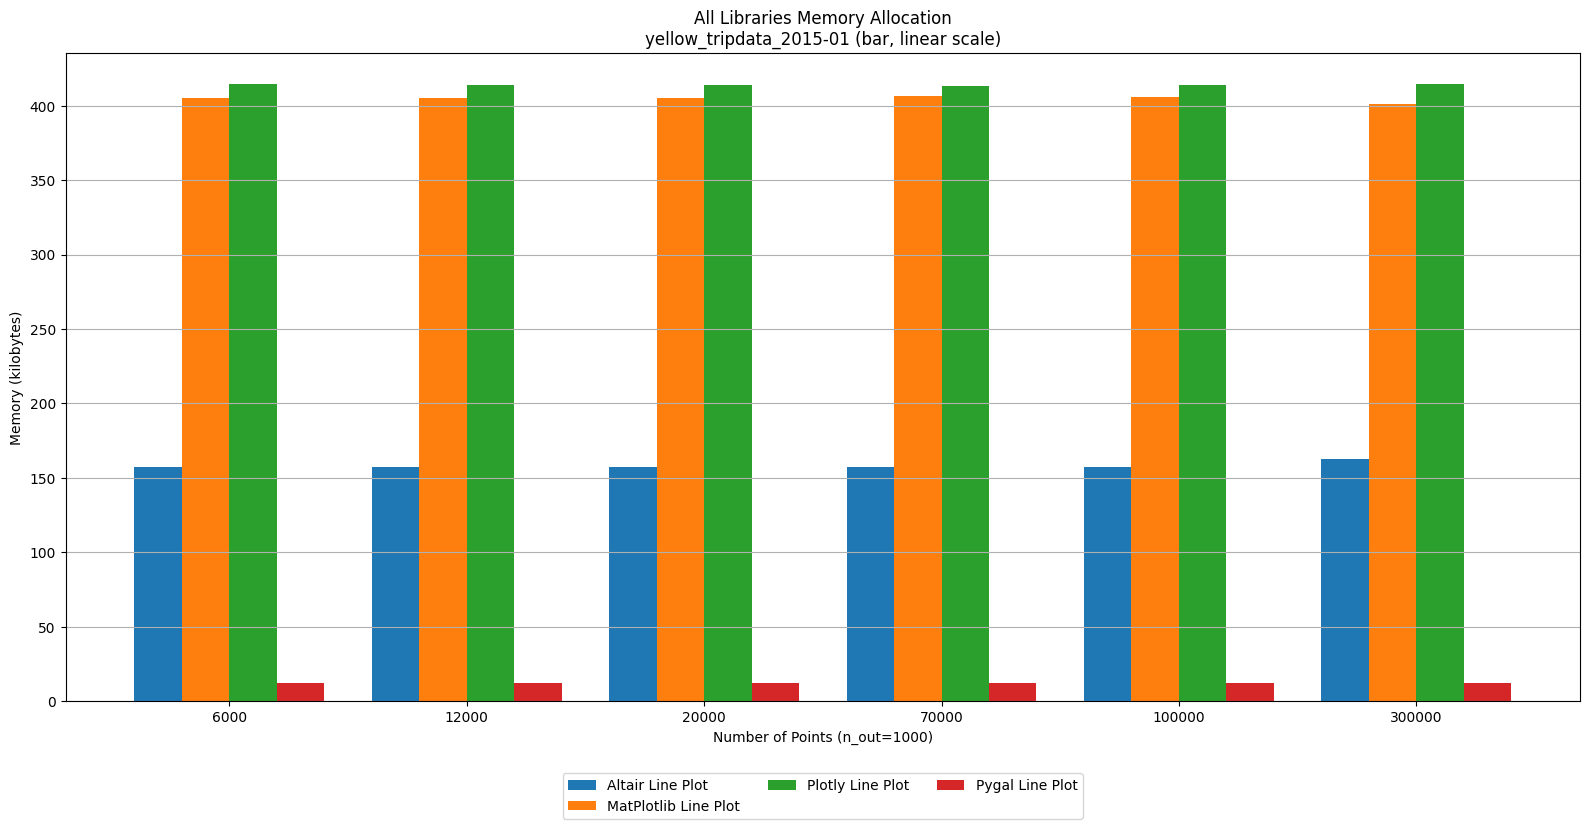 All Libraries Memory Allocation
yellow_tripdata_2015-01 (bar, linear scale)
Memory (kilobytes)
400
350
300
250
200
150
100
50
0
6000 12000 20000 70000 100000 300000
Number of Points (n_out=1000)
Altair Line Plot Plotly Line Plot Pygal Line Plot
MatPlotlib Line Plot